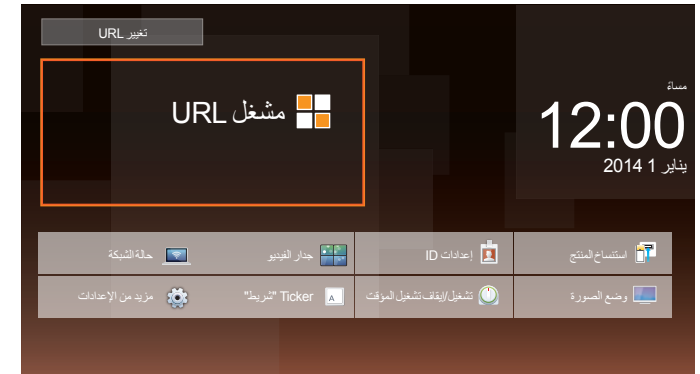 تغيير URL
مشغل URL
مساءً
12:00
يناير 1 2014
استنساخ المنتج
إعدادات ID
جدار الفيديو
حالة الشبكة
وضع الصورة
تشغيل/إيقاف تشغيل المؤقت
A
Ticker "شريط"
مزيد من الإعدادات